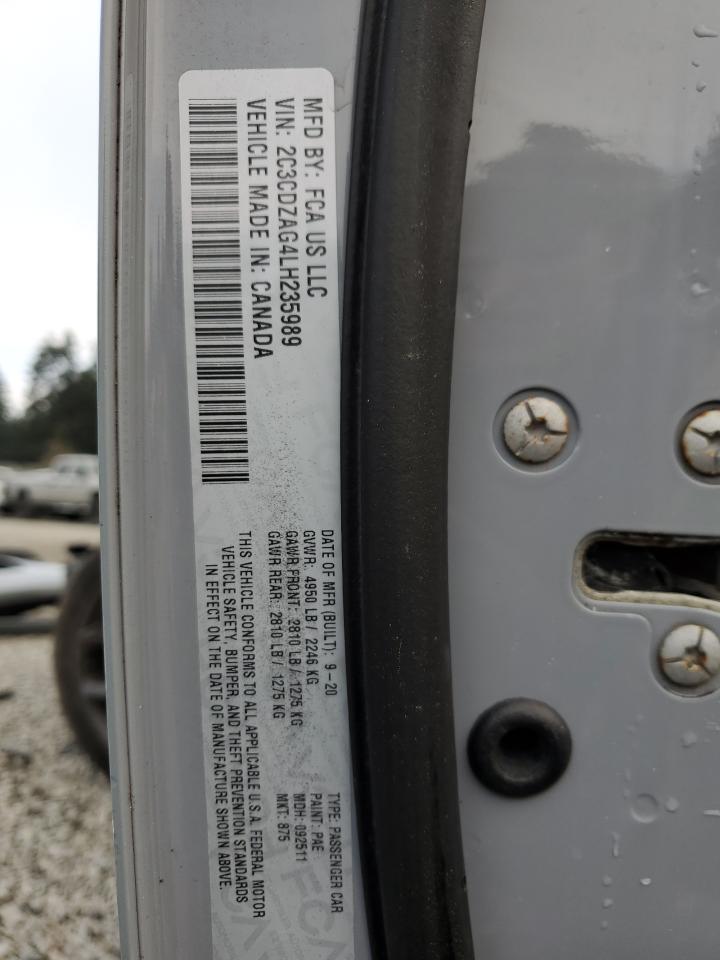 MFD BY: FCA US LLC
VIN: 2C3CDZAG4LH235989
VEHICLE MADE IN: CANADA
DATE OF MFR (BUILT): 9-20
GVWR: 4950 LB / 2246 KG
GAWR FRONT: 2810 LB / 1275 KG
GAWR REAR: 2810 LB / 1275 KG
THIS VEHICLE CONFORMS TO ALL APPLICABLE U.S.A. FEDERAL MOTOR
VEHICLE SAFETY, BUMPER, AND THEFT PREVENTION STANDARDS
IN EFFECT ON THE DATE OF MANUFACTURE SHOWN ABOVE.
TYPE: PASSENGER CAR
PAINT: PAE
MDH: 092511
MKT: 875
FCA